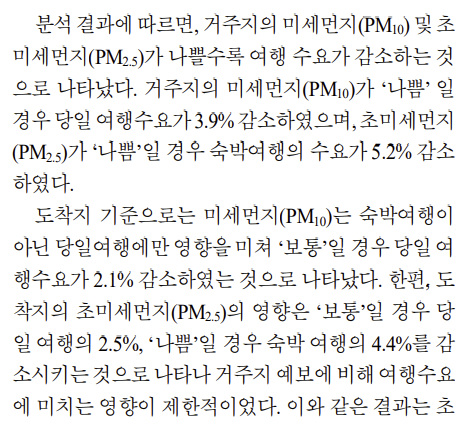 분석 결과에 따르면, 거주지의 미세먼지(PM10) 및 초
미세먼지(PM2.5)가 나쁠수록 여행 수요가 감소하는 것
으로 나타났다. 거주지의 미세먼지(PM10)가 ‘나쁨’ 일
경우 당일 여행수요가 3.9% 감소하였으며, 초미세먼지
(PM2.5)가 ‘나쁨’일 경우 숙박여행의 수요가 5.2% 감소
하였다.
도착지 기준으로는 미세먼지(PM10)는 숙박여행이
아닌 당일여행에만 영향을 미쳐 ‘보통’일 경우 당일 여
행수요가 2.1% 감소하였는 것으로 나타났다. 한편, 도
착지의 초미세먼지(PM2.5)의 영향은 ‘보통’일 경우 당
일 여행의 2.5%, ‘나쁨’일 경우 숙박 여행의 4.4%를 감
소시키는 것으로 나타나 거주지 예보에 비해 여행수요
에 미치는 영향이 제한적이었다. 이와 같은 결과는 초